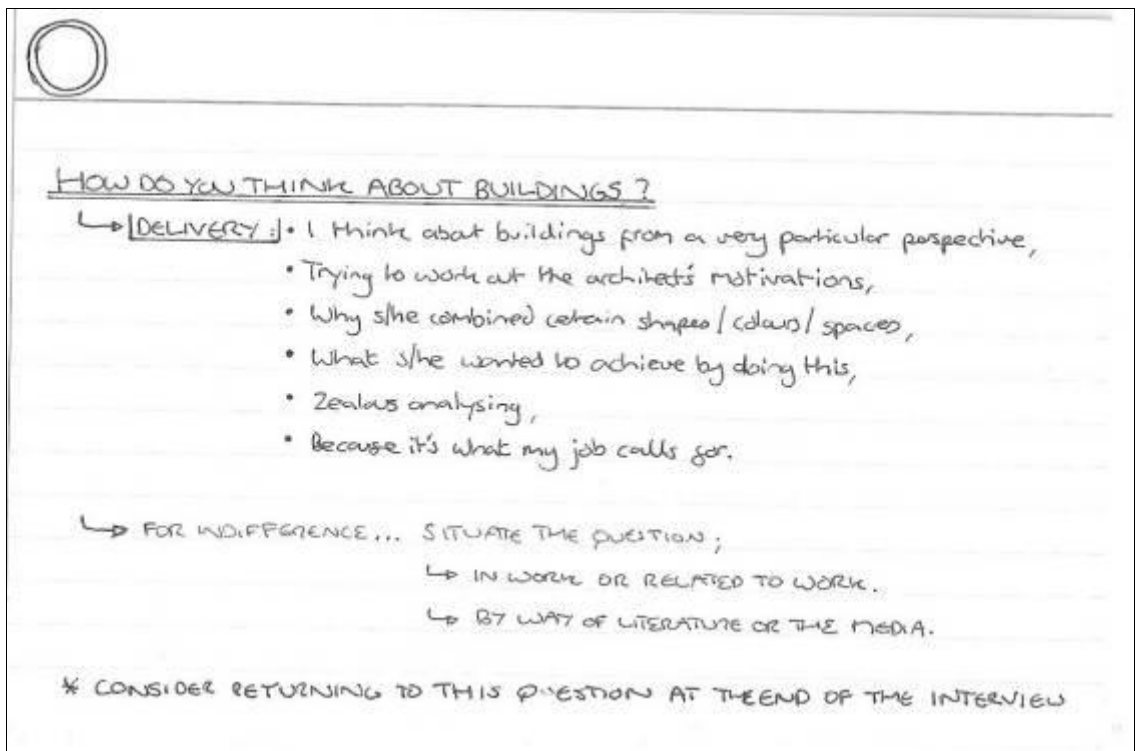 HOW DO YOU THINK ABOUT BUILDINGS?
↳ DELIVERY: • I think about buildings from a very particular perspective,
• Trying to work out the architect's motivations,
• Why s/he combined certain shapes/colours/spaces,
• What s/he wanted to achieve by doing this,
• Zealous analysing,
• Because it's what my job calls for.
↳ FOR INDIFFERENCE... SITUATE THE QUESTION;
↳ IN WORK OR RELATED TO WORK.
↳ BY WAY OF LITERATURE OR THE MEDIA.
* CONSIDER RETURNING TO THIS QUESTION AT THE END OF THE INTERVIEW